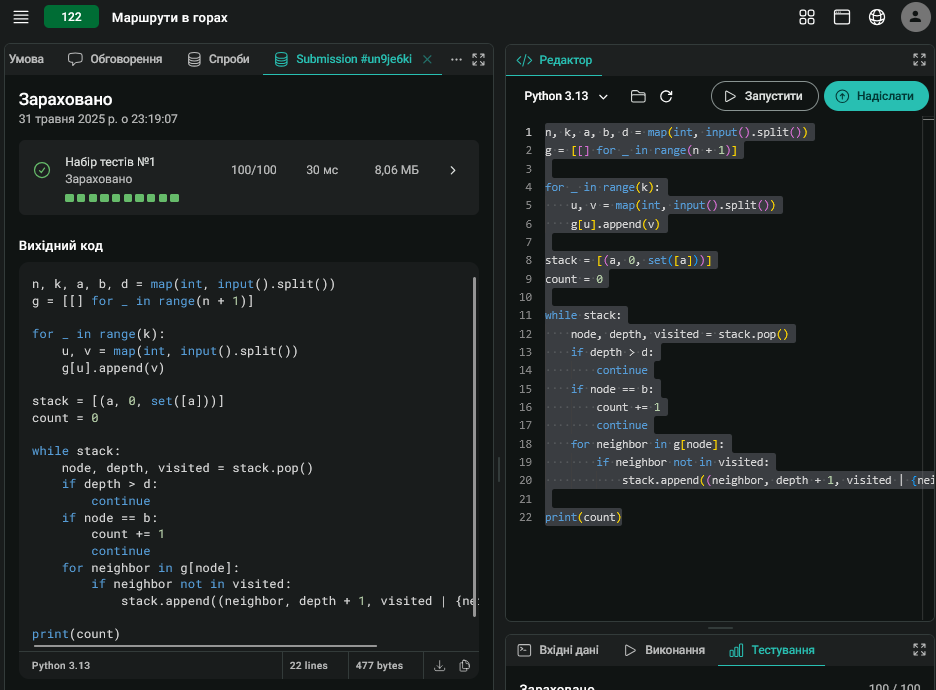 122
Маршрути в горах
Умова
Обговорення
Спроби
Submission #un9je6ki
Зараховано
31 травня 2025 р. о 23:19:07
Набір тестів №1
Зараховано
100/100
30 мс
8,06 МБ
Вихідний код
n, k, a, b, d = map(int, input().split())
g = [[] for _ in range(n + 1)]
for _ in range(k):
    u, v = map(int, input().split())
    g[u].append(v)
stack = [(a, 0, set([a]))]
count = 0
while stack:
    node, depth, visited = stack.pop()
    if depth > d:
        continue
    if node == b:
        count += 1
        continue
    for neighbor in g[node]:
        if neighbor not in visited:
            stack.append((neighbor, depth + 1, visited | {nei
print(count)
Python 3.13
22 lines
477 bytes
Редактор
Python 3.13
Запустити
Надіслати
1 n, k, a, b, d = map(int, input().split())
2 g = [[] for _ in range(n + 1)]
3
4 for _ in range(k):
5     u, v = map(int, input().split())
6     g[u].append(v)
7
8 stack = [(a, 0, set([a]))]
9 count = 0
10
11 while stack:
12     node, depth, visited = stack.pop()
13     if depth > d:
14         continue
15     if node == b:
16         count += 1
17         continue
18     for neighbor in g[node]:
19         if neighbor not in visited:
20             stack.append((neighbor, depth + 1, visited | {nei
21
22 print(count)
Вхідні дані
Виконання
Тестування
Зараховано
100 / 100